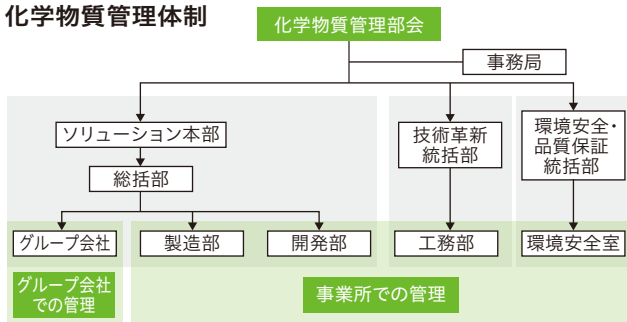 化学物質管理体制
化学物質管理部会
事務局
ソリューション本部
技術革新
統括部
環境安全・
品質保証
統括部
総括部
グループ会社
製造部
開発部
工務部
環境安全室
グループ会社
での管理
事業所での管理